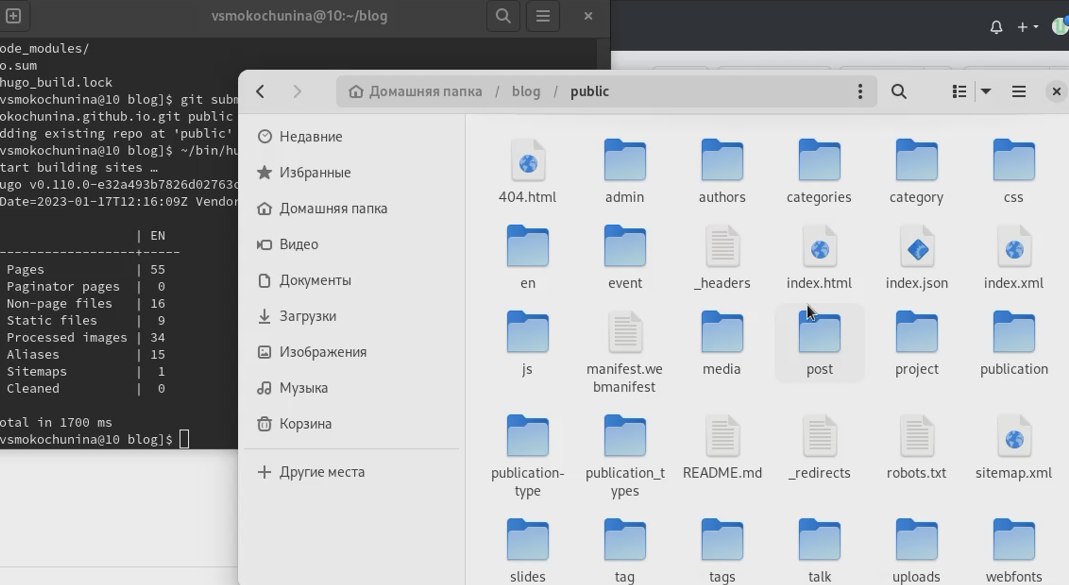 vsmokochunina@10:~/blog
ode_modules/
o.sum
hugo_build.lock
vsmokochunina@10 blog]$ git subm
okochunina.github.io.git public
dding existing repo at 'public'
vsmokochunina@10 blog]$ ~/bin/hu
tart building sites …
ugo v0.110.0-e32a493b7826d02763c
Date=2023-01-17T12:16:09Z Vendor
| EN
-------------------+-----
Pages | 55
Paginator pages | 0
Non-page files | 16
Static files | 9
Processed images | 34
Aliases | 15
Sitemaps | 1
Cleaned | 0
otal in 1700 ms
vsmokochunina@10 blog]$
Домашняя папка / blog / public
Недавние
Избранные
Домашняя папка
Видео
Документы
Загрузки
Изображения
Музыка
Корзина
Другие места
404.html admin authors categories category css
en event _headers index.html index.json index.xml
js manifest.we media post project publication
bmanifest
publication- publication_t README.md _redirects robots.txt sitemap.xml
type ypes
slides tag tags talk uploads webfonts